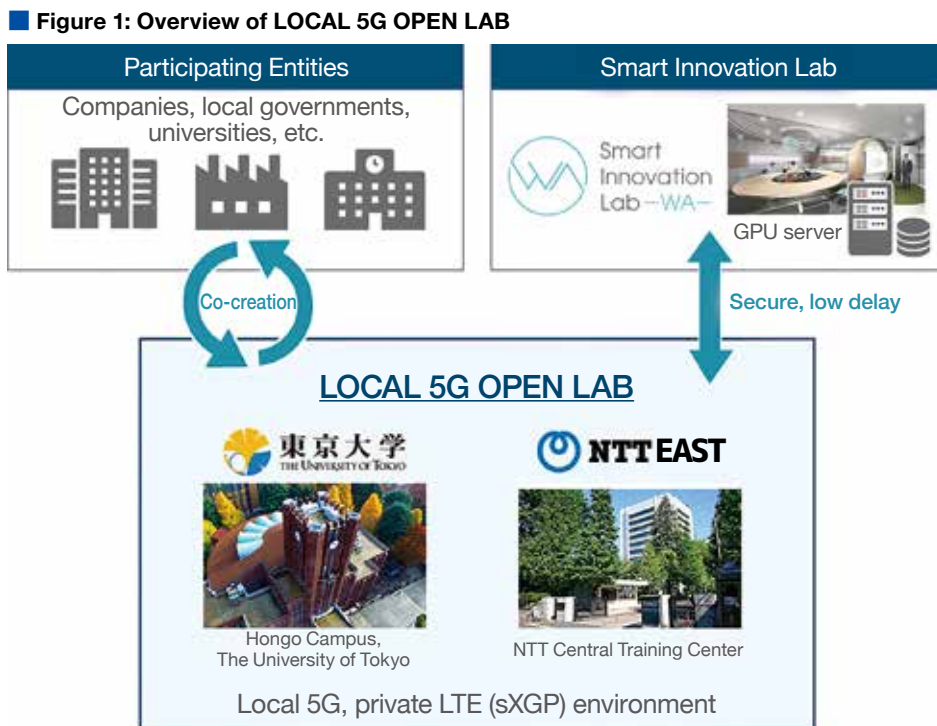 Figure 1: Overview of LOCAL 5G OPEN LAB
Participating Entities
Companies, local governments,
universities, etc.
Smart Innovation Lab
WA
Smart
Innovation
Lab –WA–
GPU server
Co-creation
Secure, low delay
LOCAL 5G OPEN LAB
東京大学
THE UNIVERSITY OF TOKYO
NTT EAST
Hongo Campus,
The University of Tokyo
NTT Central Training Center
Local 5G, private LTE (sXGP) environment